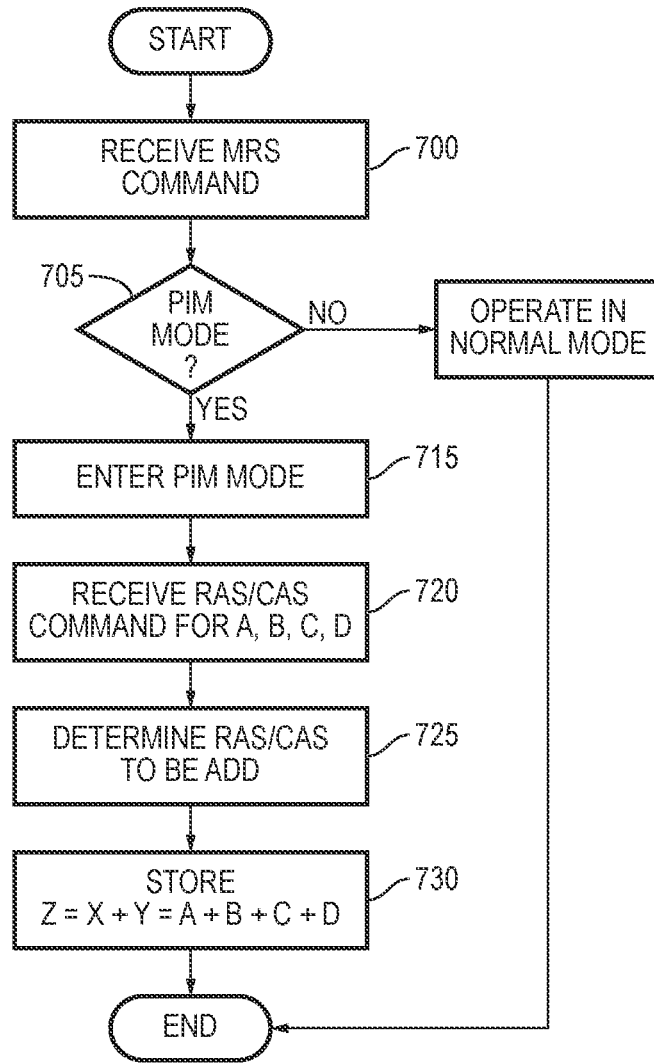 START
RECEIVE MRS
COMMAND
700
705
PIM
MODE
?
NO
OPERATE IN
NORMAL MODE
YES
ENTER PIM MODE
715
RECEIVE RAS/CAS
COMMAND FOR A, B, C, D
720
DETERMINE RAS/CAS
TO BE ADD
725
STORE
Z = X + Y = A + B + C + D
730
END